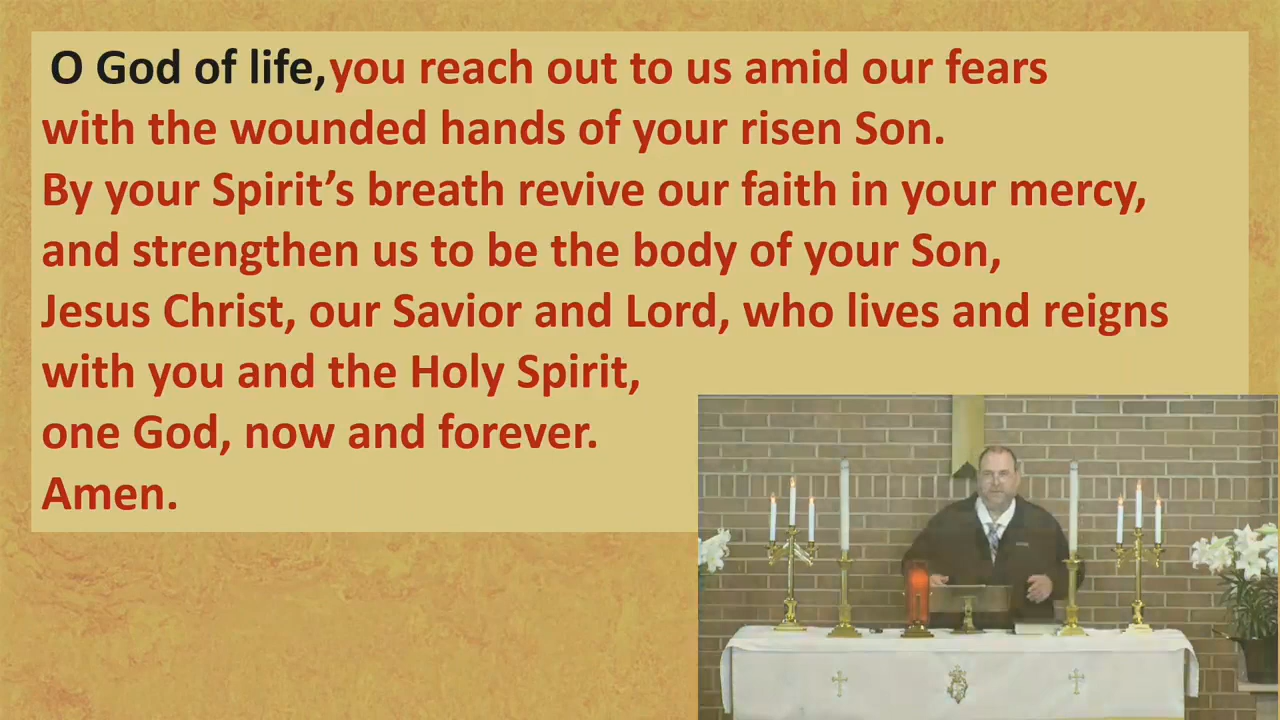 O God of life, you reach out to us amid our fears
with the wounded hands of your risen Son.
By your Spirit’s breath revive our faith in your mercy,
and strengthen us to be the body of your Son,
Jesus Christ, our Savior and Lord, who lives and reigns
with you and the Holy Spirit,
one God, now and forever.
Amen.